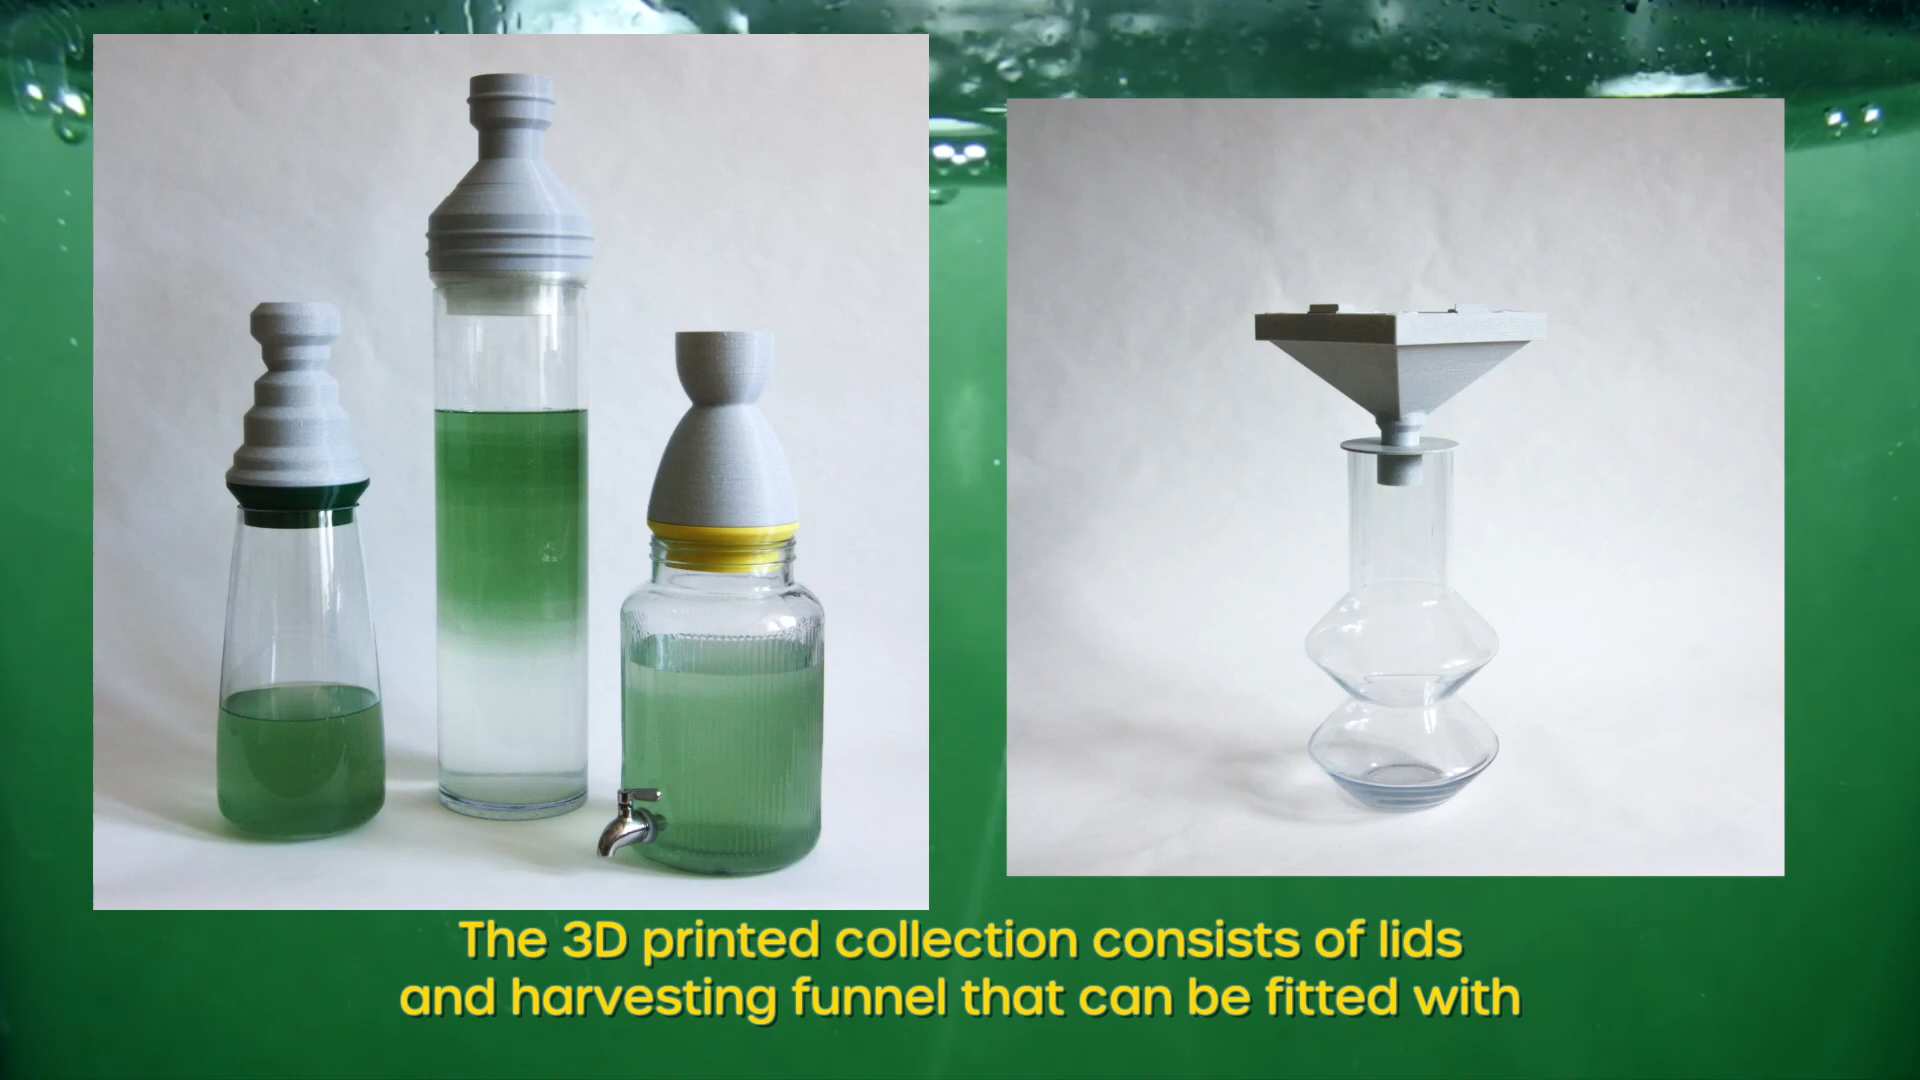 The 3D printed collection consists of lids
and harvesting funnel that can be fitted with